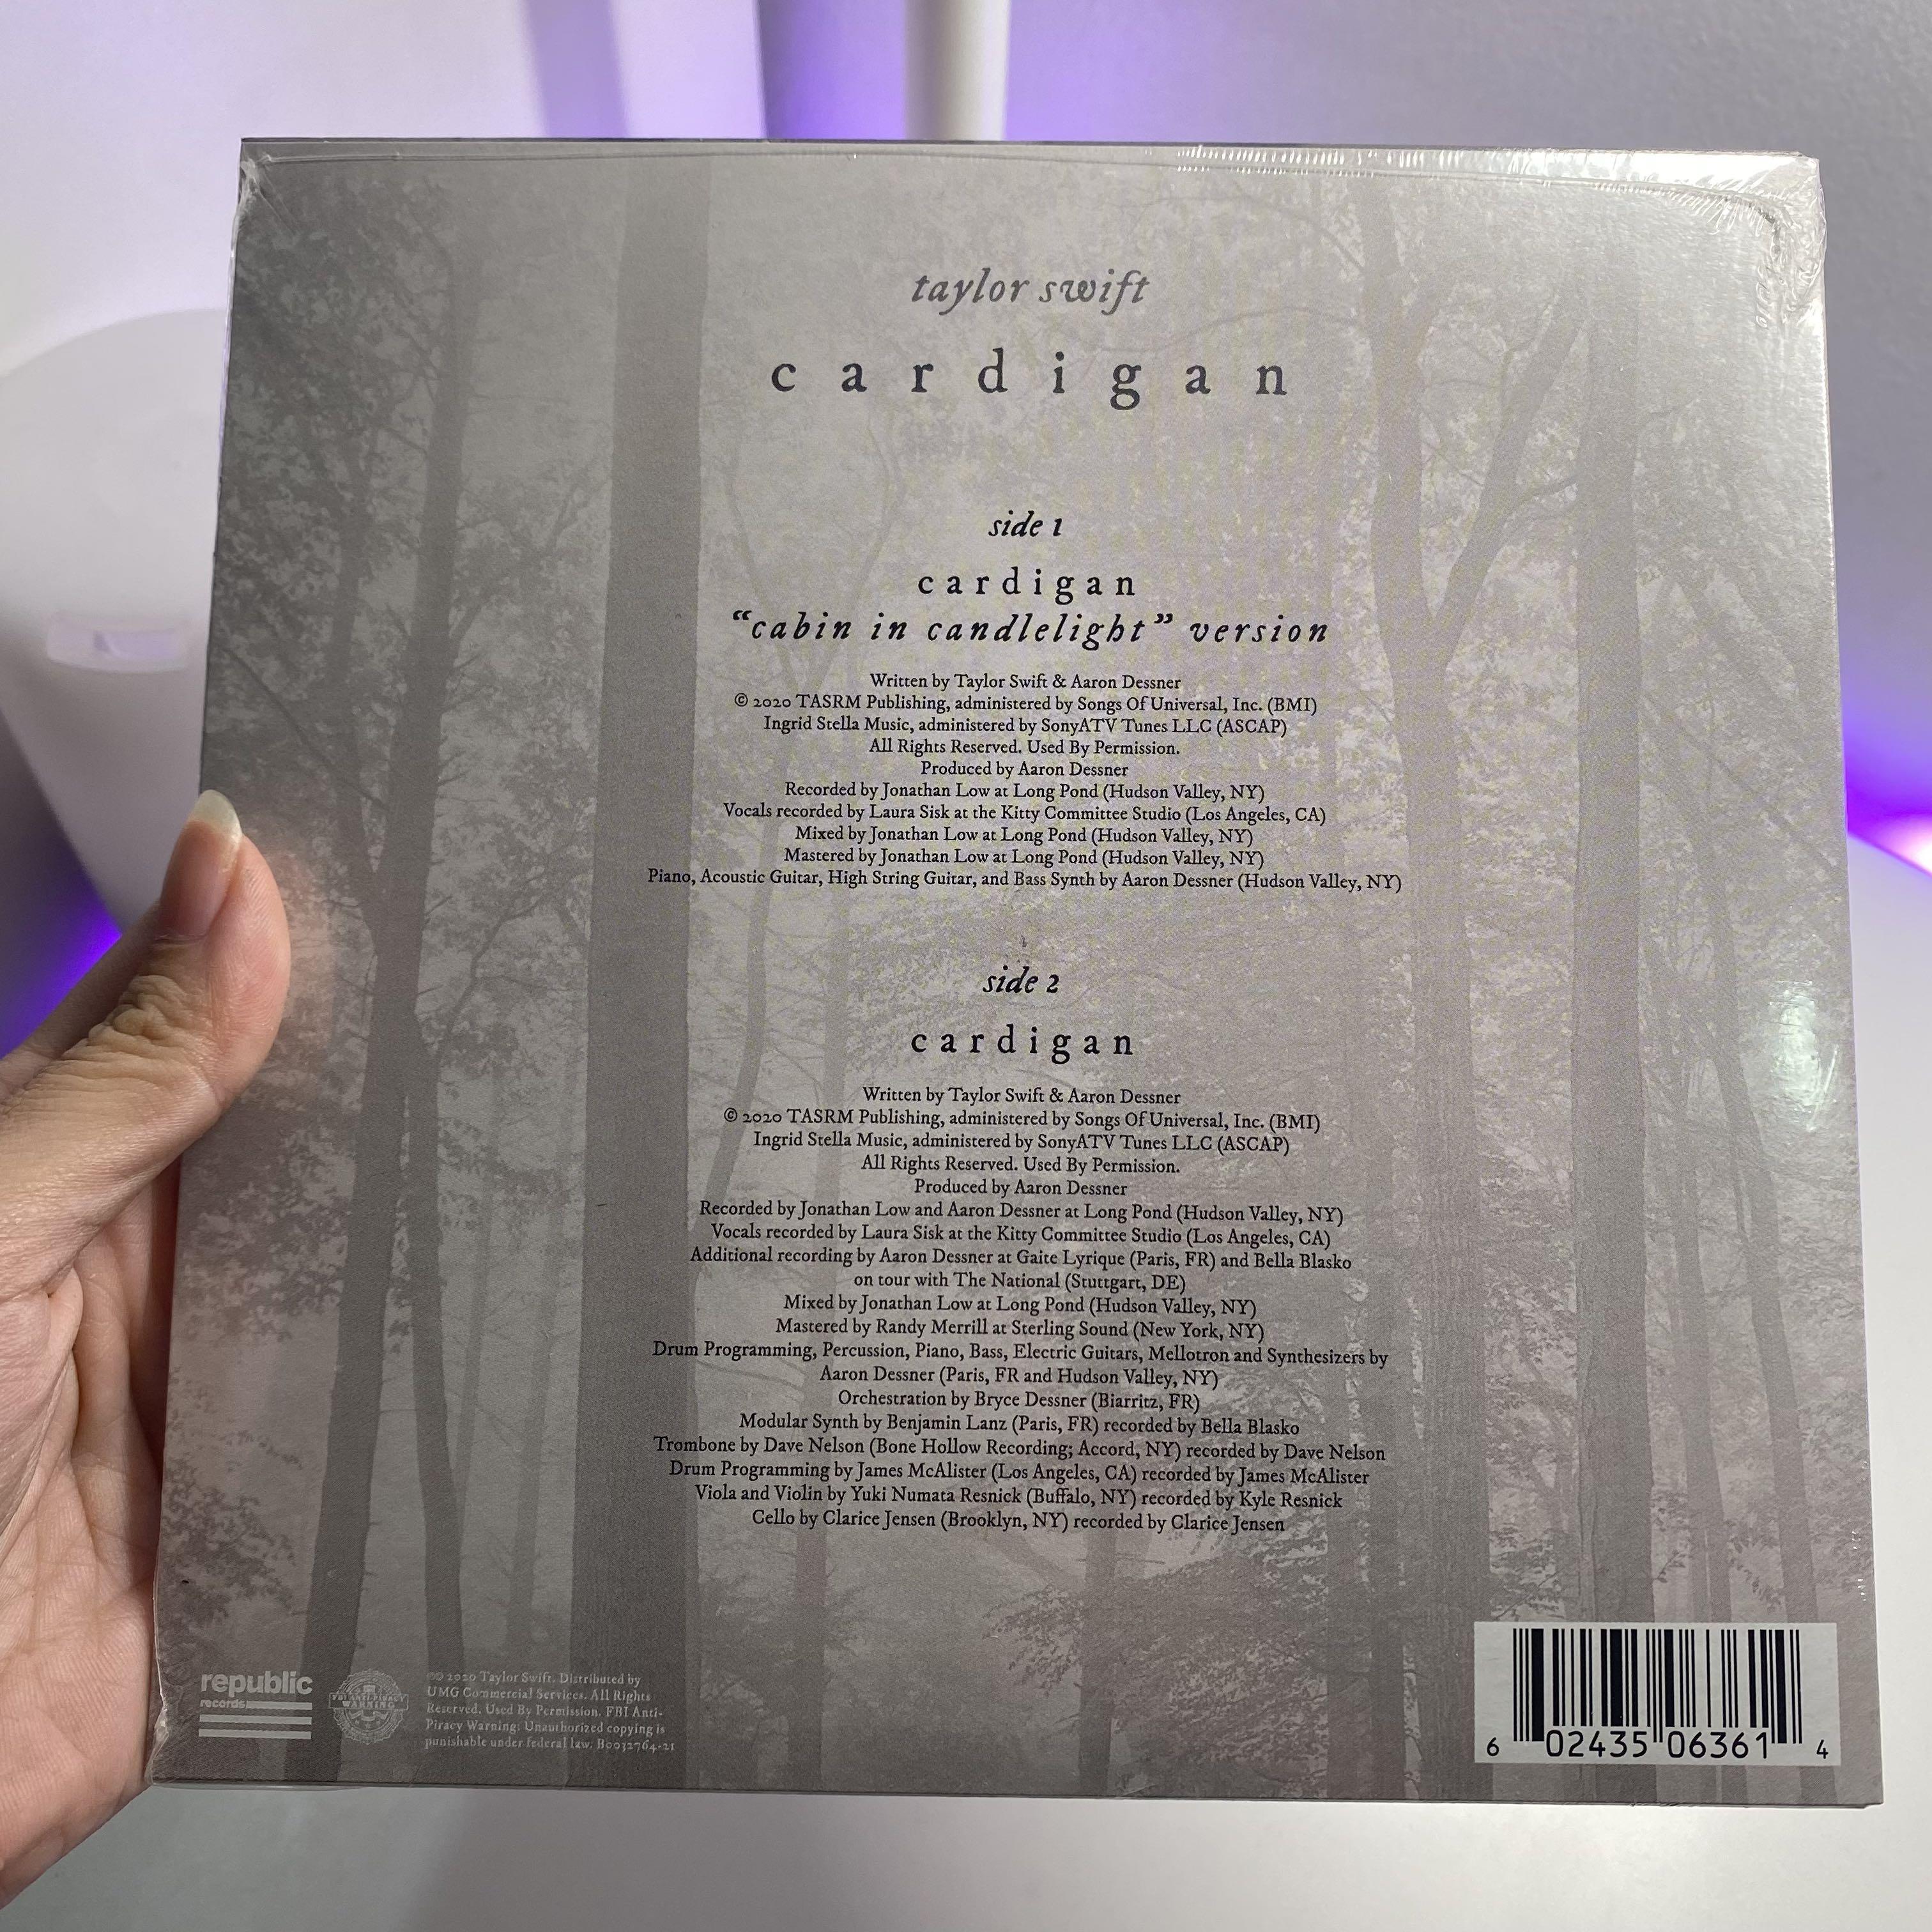 taylor swift
cardigan
side 1
cardigan
“cabin in candlelight” version
Written by Taylor Swift & Aaron Dessner
© 2020 TASRM Publishing, administered by Songs Of Universal, Inc. (BMI)
Ingrid Stella Music, administered by SonyATV Tunes LLC (ASCAP)
All Rights Reserved. Used By Permission.
Produced by Aaron Dessner
Recorded by Jonathan Low at Long Pond (Hudson Valley, NY)
Vocals recorded by Laura Sisk at the Kitty Committee Studio (Los Angeles, CA)
Mixed by Jonathan Low at Long Pond (Hudson Valley, NY)
Mastered by Jonathan Low at Long Pond (Hudson Valley, NY)
Piano, Acoustic Guitar, High String Guitar, and Bass Synth by Aaron Dessner (Hudson Valley, NY)
side 2
cardigan
Written by Taylor Swift & Aaron Dessner
© 2020 TASRM Publishing, administered by Songs Of Universal, Inc. (BMI)
Ingrid Stella Music, administered by SonyATV Tunes LLC (ASCAP)
All Rights Reserved. Used By Permission.
Produced by Aaron Dessner
Recorded by Jonathan Low and Aaron Dessner at Long Pond (Hudson Valley, NY)
Vocals recorded by Laura Sisk at the Kitty Committee Studio (Los Angeles, CA)
Additional recording by Aaron Dessner at Gaite Lyrique (Paris, FR) and Bella Blasko
on tour with The National (Stuttgart, DE)
Mixed by Jonathan Low at Long Pond (Hudson Valley, NY)
Mastered by Randy Merrill at Sterling Sound (New York, NY)
Drum Programming, Percussion, Piano, Bass, Electric Guitars, Mellotron and Synthesizers by
Aaron Dessner (Paris, FR and Hudson Valley, NY)
Orchestration by Bryce Dessner (Biarritz, FR)
Modular Synth by Benjamin Lanz (Paris, FR) recorded by Bella Blasko
Trombone by Dave Nelson (Bone Hollow Recording; Accord, NY) recorded by Dave Nelson
Drum Programming by James McAlister (Los Angeles, CA) recorded by James McAlister
Viola and Violin by Yuki Numata Resnick (Buffalo, NY) recorded by Kyle Resnick
Cello by Clarice Jensen (Brooklyn, NY) recorded by Clarice Jensen
republic
records
FBI ANTI-PIRACY
WARNING
℗© 2020 Taylor Swift. Distributed by
UMG Commercial Services. All Rights
Reserved. Used By Permission. FBI Anti-
Piracy Warning: Unauthorized copying is
punishable under federal law. B0032764-21
6 02435 06361 4